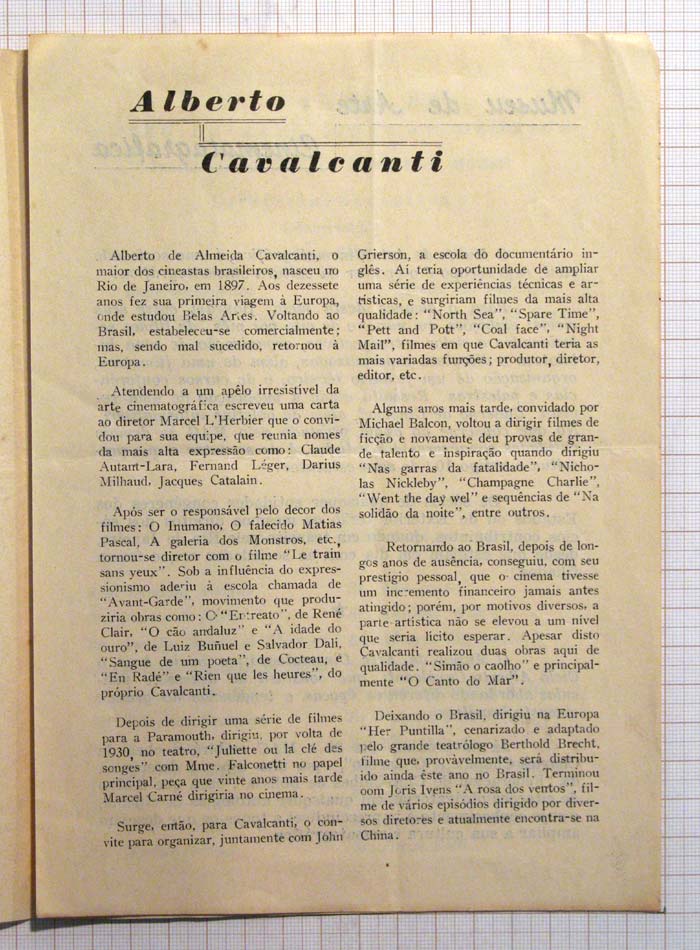 Alberto
Cavalcanti
Alberto de Almeida Cavalcanti, o
maior dos cineastas brasileiros, nasceu no
Rio de Janeiro, em 1897. Aos dezessete
anos fez sua primeira viagem à Europa,
onde estudou Belas Artes. Voltando ao
Brasil, estabeleceu-se comercialmente;
mas, sendo mal sucedido, retornou à
Europa.
Atendendo a um apêlo irresistível da
arte cinematográfica escreveu uma carta
ao diretor Marcel L'Herbier que o convi-
dou para sua equipe, que reunia nomes
da mais alta expressão como: Claude
Autant-Lara, Fernand Léger, Darius
Milhaud, Jacques Catalain.
Após ser o responsável pelo decor dos
filmes: O Inumano, O falecido Matias
Pascal, A galeria dos Monstros, etc.,
tornou-se diretor com o filme "Le train
sans yeux". Sob a influência do expres-
sionismo aderiu à escola chamada de
"Avant-Garde", movimento que produ-
ziria obras como: O "Entreato", de René
Clair, "O cão andaluz" e "A idade do
ouro", de Luiz Buñuel e Salvador Dali,
"Sangue de um poeta", de Cocteau, e
"En Radé" e "Rien que les heures", do
próprio Cavalcanti.
Depois de dirigir uma série de filmes
para a Paramouth, dirigiu, por volta de
1930, no teatro, "Juliette ou la clé des
songes" com Mme. Falconetti no papel
principal, peça que vinte anos mais tarde
Marcel Carné dirigiria no cinema.
Surge, então, para Cavalcanti, o con-
vite para organizar, juntamente com John
Grierson, a escola do documentário in-
glês. Aí teria oportunidade de ampliar
uma série de experiências técnicas e ar-
tísticas, e surgiriam filmes da mais alta
qualidade: "North Sea", "Spare Time",
"Pett and Pott", "Coal face", "Night
Mail", filmes em que Cavalcanti teria as
mais variadas funções; produtor, diretor,
editor, etc.
Alguns anos mais tarde, convidado por
Michael Balcon, voltou a dirigir filmes de
ficção e novamente deu provas de gran-
de talento e inspiração quando dirigiu
"Nas garras da fatalidade", "Nicho-
las Nickleby", "Champagne Charlie",
"Went the day wel" e sequências de "Na
solidão da noite", entre outros.
Retornando ao Brasil, depois de lon-
gos anos de ausência, conseguiu, com seu
prestígio pessoal, que o cinema tivesse
um incremento financeiro jamais antes
atingido; porém, por motivos diversos, a
parte artística não se elevou a um nível
que seria lícito esperar. Apesar disto
Cavalcanti realizou duas obras aqui de
qualidade. "Simão o caolho" e principal-
mente "O Canto do Mar".
Deixando o Brasil, dirigiu na Europa
"Her Puntilla", cenarizado e adaptado
pelo grande teatrólogo Berthold Brecht,
filme que, provàvelmente, será distribu-
ido ainda êste ano no Brasil. Terminou
com Joris Ivens "A rosa dos ventos", fil-
me de vários episódios dirigido por diver-
sos diretores e atualmente encontra-se na
China.